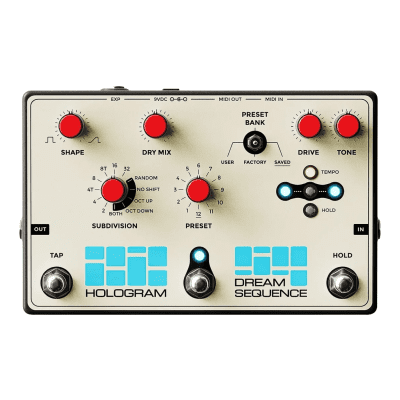 EXP 9VDC MIDI OUT MIDI IN
PRESET
BANK
SHAPE
DRY MIX
DRIVE
TONE
USER
FACTORY
SAVED
TEMPO
HOLD
2
4
8
4T
8T
16
32
RANDOM
NO SHIFT
OCT UP
OCT DOWN
BOTH
SUBDIVISION
1
2
3
4
5
6
7
8
9
10
11
12
PRESET
OUT
IN
TAP
HOLD
HOLOGRAM
DREAM
SEQUENCE